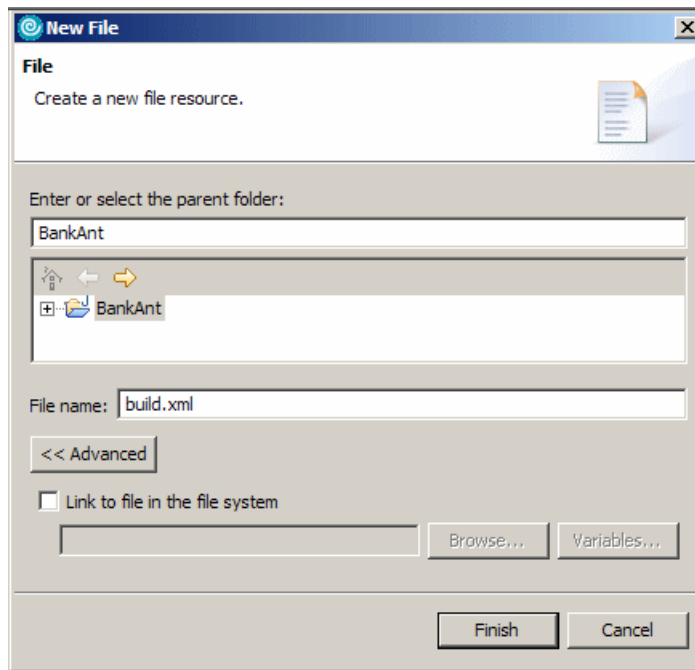 New File
File
Create a new file resource.
Enter or select the parent folder:
BankAnt
BankAnt
File name: build.xml
<< Advanced
Link to file in the file system
Browse... Variables...
Finish Cancel